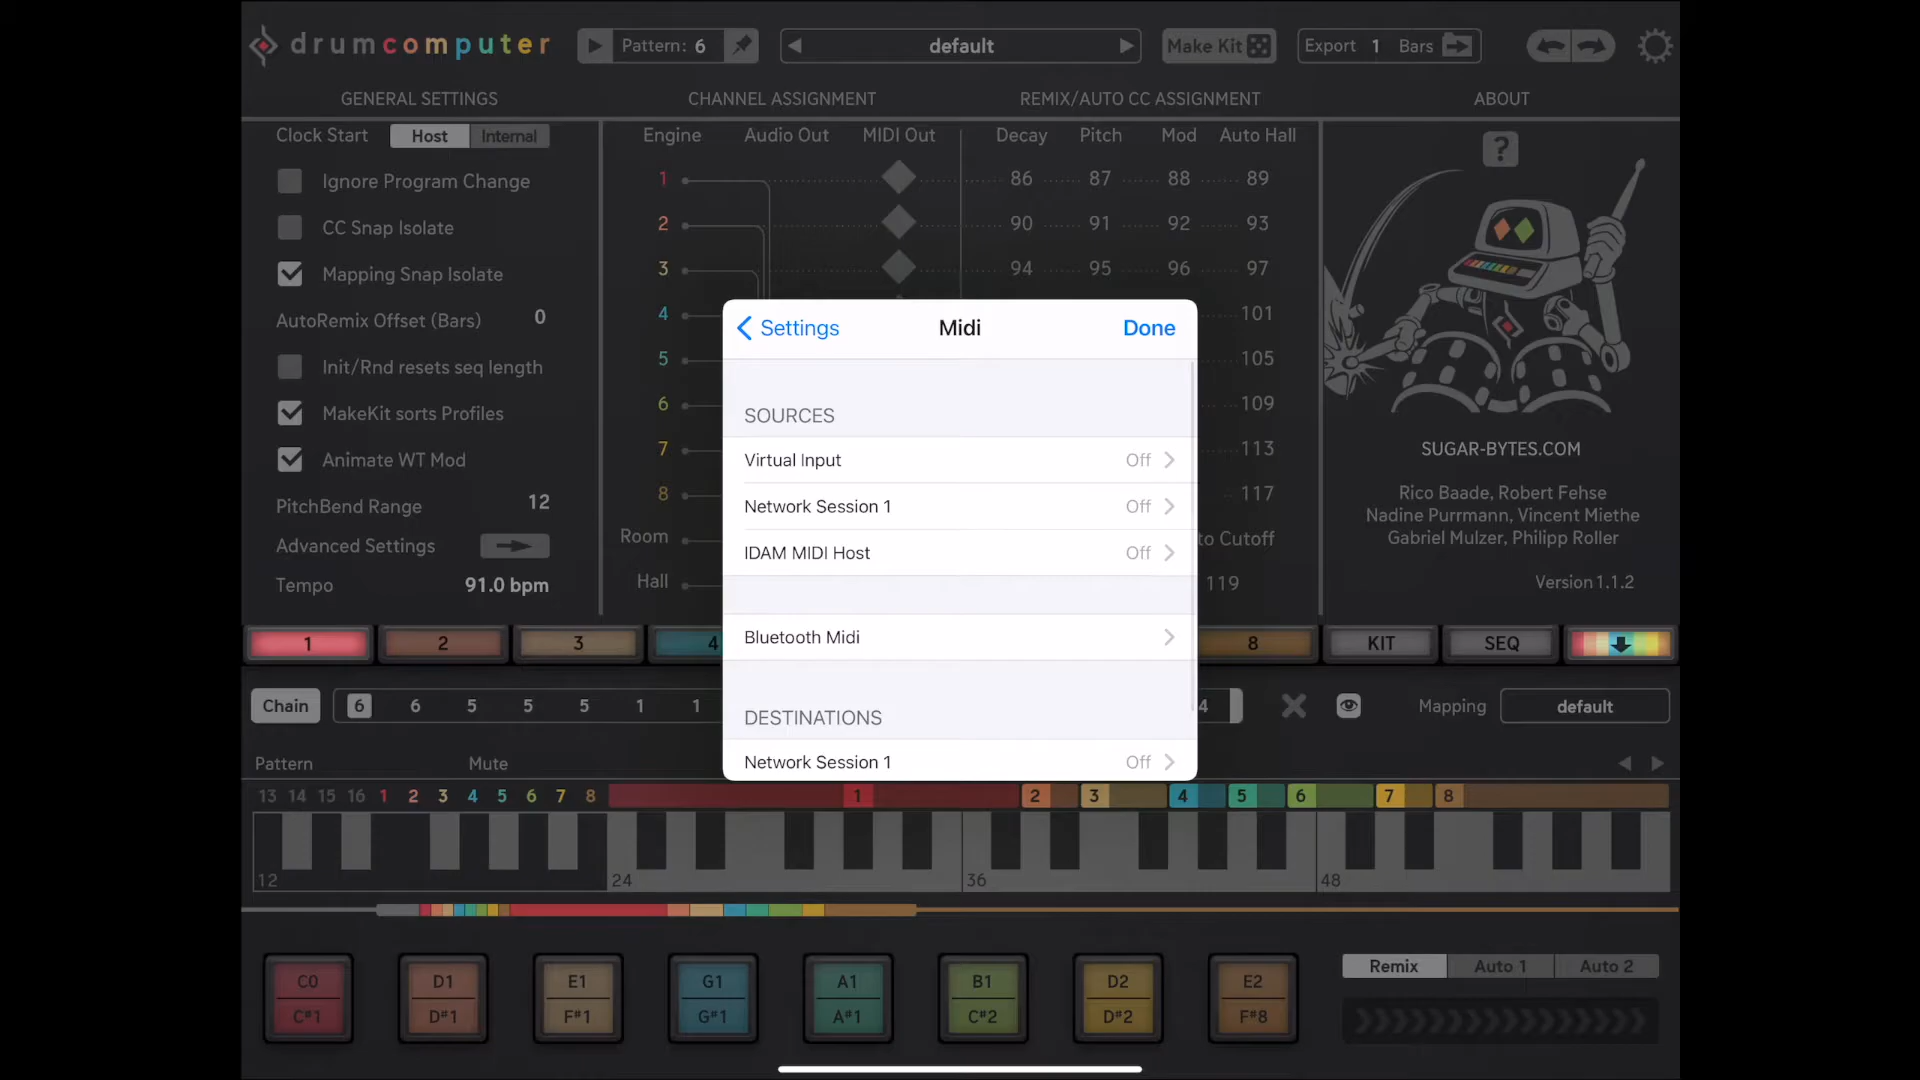 drumcomputer
Pattern: 6
default
Make Kit
Export 1 Bars
GENERAL SETTINGS
CHANNEL ASSIGNMENT
REMIX/AUTO CC ASSIGNMENT
ABOUT
Clock Start Host Internal
Ignore Program Change
CC Snap Isolate
Mapping Snap Isolate
AutoRemix Offset (Bars) 0
Init/Rnd resets seq length
MakeKit sorts Profiles
Animate WT Mod
PitchBend Range 12
Advanced Settings
Tempo 91.0 bpm
Engine Audio Out MIDI Out Decay Pitch Mod Auto Hall
1 86 87 88 89
2 90 91 92 93
3 94 95 96 97
4 101
5 105
6 109
7 113
8 117
Room to Cutoff
Hall 119
?
SUGAR-BYTES.COM
Rico Baade, Robert Fehse
Nadine Purrmann, Vincent Miethe
Gabriel Mulzer, Philipp Roller
Version 1.1.2
Settings Midi Done
SOURCES
Virtual Input Off
Network Session 1 Off
IDAM MIDI Host Off
Bluetooth Midi
DESTINATIONS
Network Session 1 Off
1 2 3 4 8 KIT SEQ
Chain 6 6 5 5 5 1 1 4
Mapping default
Pattern Mute
13 14 15 16 1 2 3 4 5 6 7 8 1 2 3 4 5 6 7 8
12 24 36 48
C0 D1 E1 G1 A1 B1 D2 E2
C#1 D#1 F#1 G#1 A#1 C#2 D#2 F#8
Remix Auto 1 Auto 2